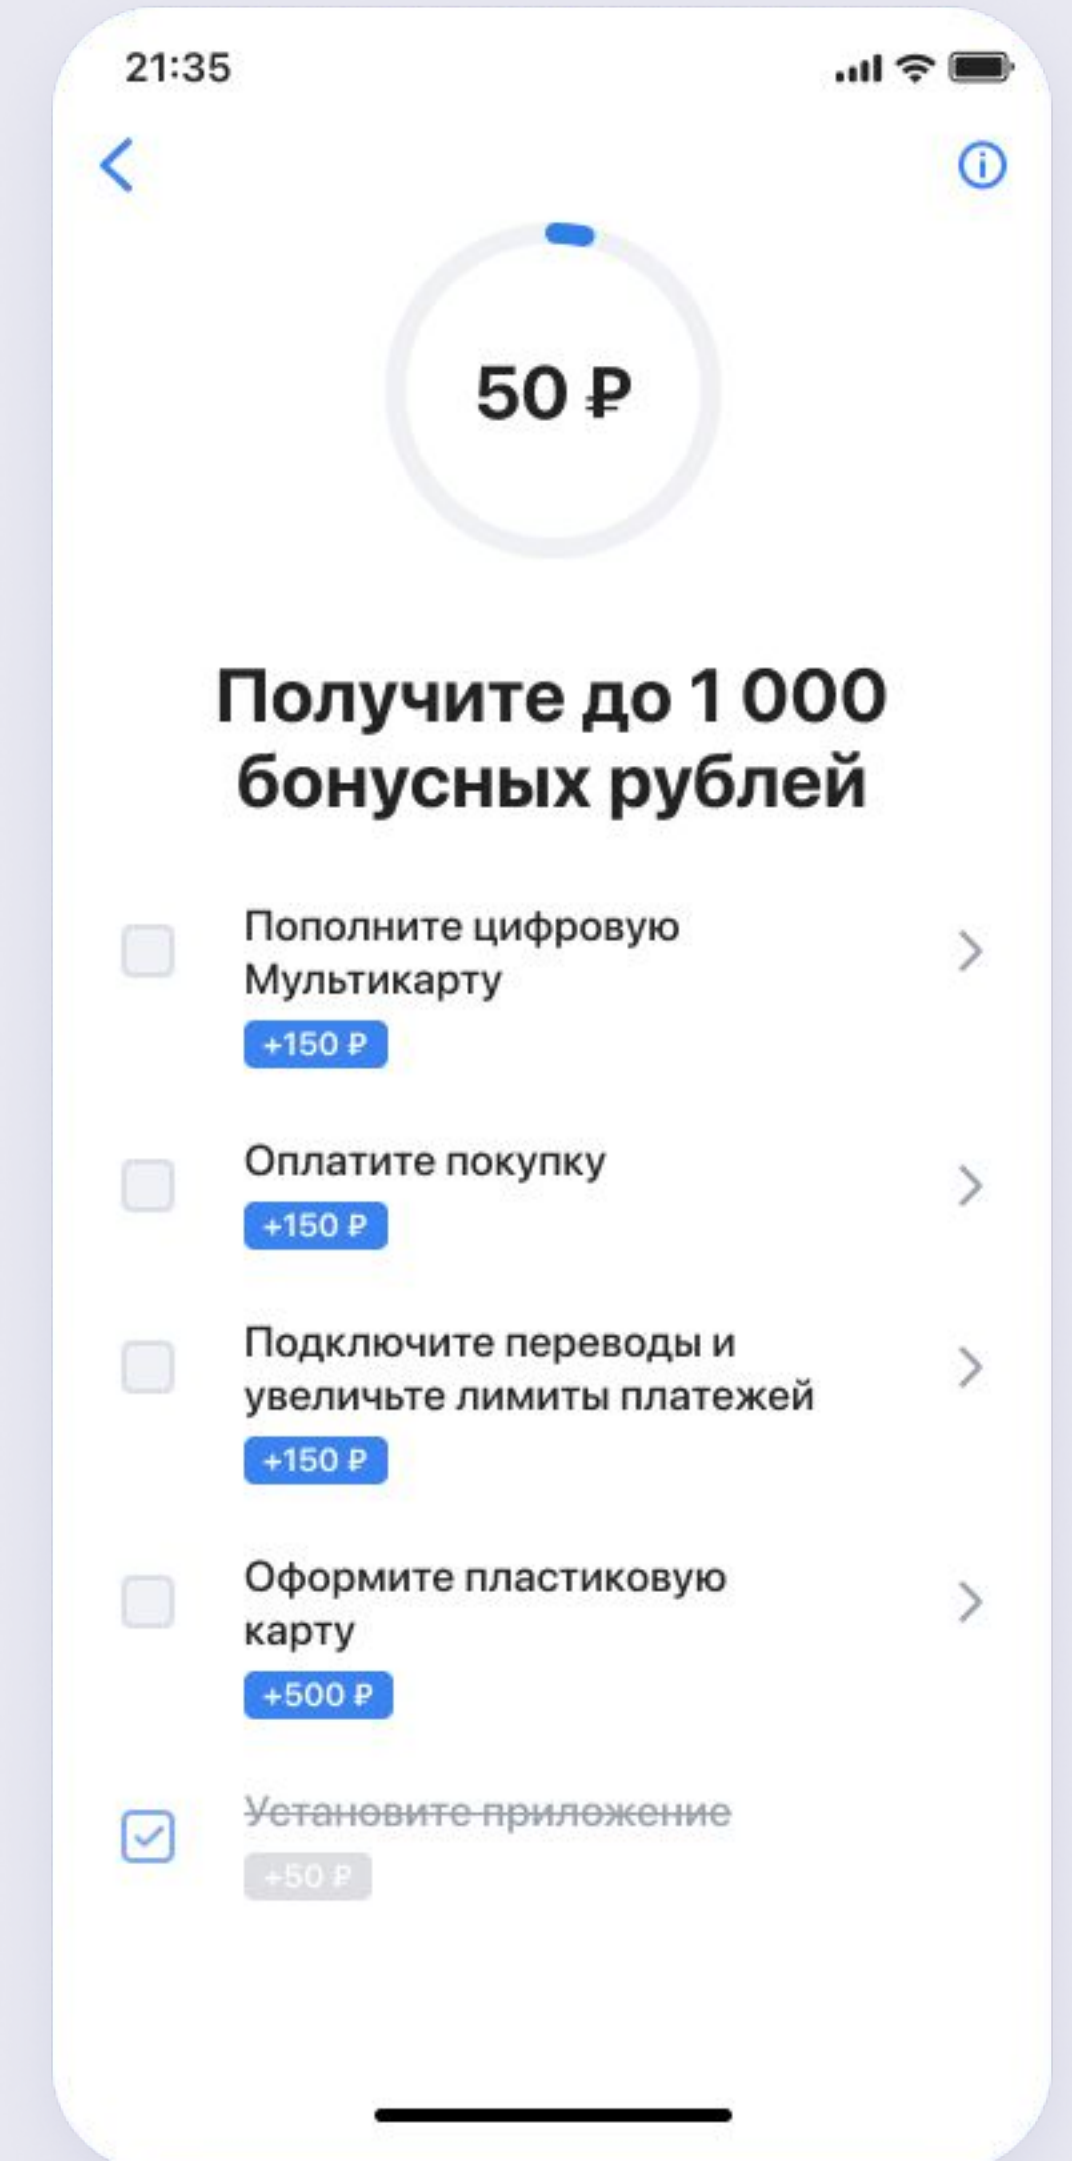 21:35
50 ₽
Получите до 1 000
бонусных рублей
Пополните цифровую
Мультикарту
+150 ₽
Оплатите покупку
+150 ₽
Подключите переводы и
увеличьте лимиты платежей
+150 ₽
Оформите пластиковую
карту
+500 ₽
Установите приложение
+50 ₽